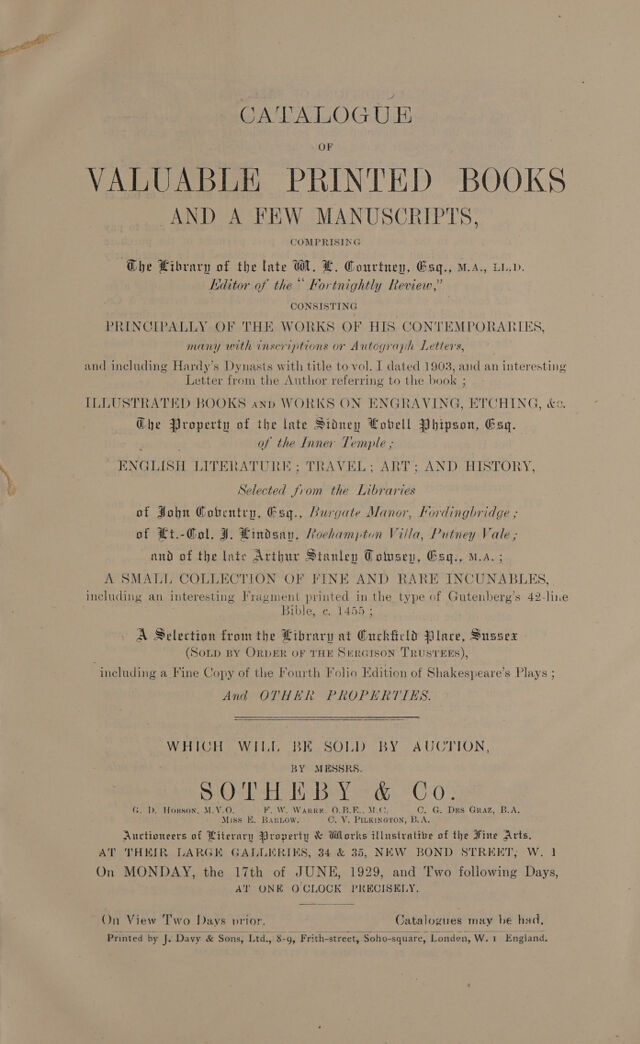 CATALOGUE
OF
VALUABLE PRINTED BOOKS
AND A FEW MANUSCRIPTS,
COMPRISING
The Library of the late W. L. Courtney, Esq., M.A., LL.D.
Editor of the "Fortnightly Review,"
CONSISTING
PRINCIPALLY OF THE WORKS OF HIS CONTEMPORARIES,
many with inscriptions or Autograph Letters,
and including Hardy's Dynasts with title to vol. I dated 1903, and an interesting
Letter from the Author referring to the book ;
ILLUSTRATED BOOKS AND WORKS ON ENGRAVING, ETCHING, &c.
The Property of the late Sidney Lovell Phipson, Esq.
of the Inner Temple ;
ENGLISH LITERATURE ; TRAVEL ; ART ; AND HISTORY,
Selected from the Libraries
of John Coventry, Esq., Burgate Manor, Fordingbridge ;
of Lt.-Col. J. Lindsay, Roehampton Villa, Putney Vale ;
and of the late Arthur Stanley Towsey, Esq., M.A. ;
A SMALL COLLECTION OF FINE AND RARE INCUNABLES,
including an interesting Fragment printed in the type of Gutenberg's 42-line
Bible, c. 1455 ;
A Selection from the Library at Cuckfield Place, Sussex
(SOLD BY ORDER OF THE SERGISON TRUSTEES),
including a Fine Copy of the Fourth Folio Edition of Shakespeare's Plays ;
And OTHER PROPERTIES.
WHICH WILL BE SOLD BY AUCTION,
BY MESSRS.
SOTHEBY & Co.
G. D. HOBSON, M.V.O. F. W. WARRE, O.B.E., M.C. C. G. DES GRAZ, B.A.
MISS E. BARLOW. C. V. PILKINGTON, B.A.
Auctioneers of Literary Property & Works illustrative of the Fine Arts,
AT THEIR LARGE GALLERIES, 34 & 35, NEW BOND STREET, W. 1
On MONDAY, the 17th of JUNE, 1929, and Two following Days,
AT ONE O'CLOCK PRECISELY.
On View Two Days prior. Catalogues may be had.
Printed by J. Davy & Sons, Ltd., 8-9, Frith-street, Soho-square, London, W. 1 England.